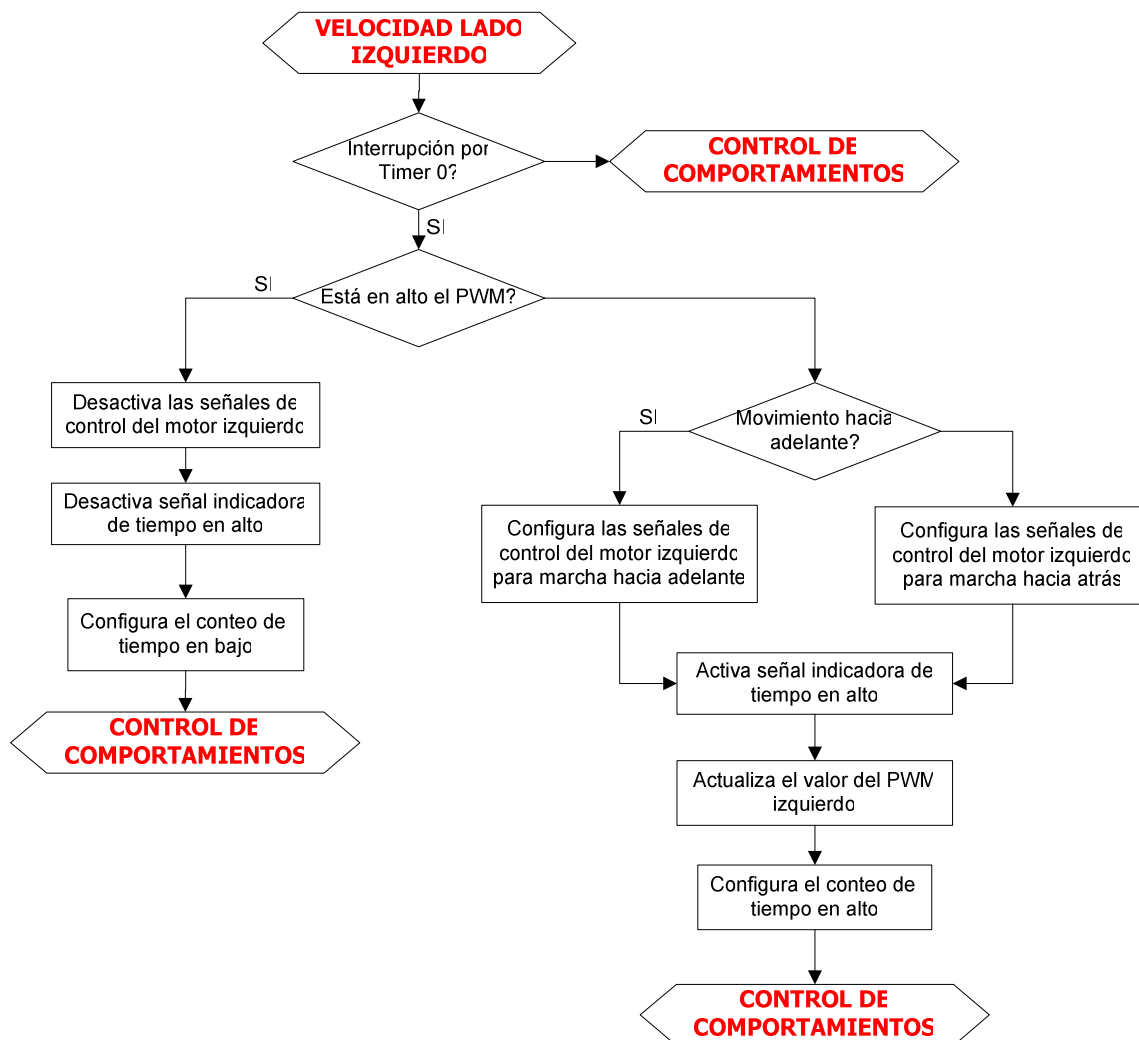 VELOCIDAD LADO
IZQUIERDO
Interrupción por
Timer 0?
CONTROL DE
COMPORTAMIENTOS
SI
Está en alto el PWM?
SI
Desactiva las señales de
control del motor izquierdo
Desactiva señal indicadora
de tiempo en alto
Configura el conteo de
tiempo en bajo
CONTROL DE
COMPORTAMIENTOS
Movimiento hacia
adelante?
SI
Configura las señales de
control del motor izquierdo
para marcha hacia adelante
Configura las señales de
control del motor izquierdo
para marcha hacia atrás
Activa señal indicadora de
tiempo en alto
Actualiza el valor del PWM
izquierdo
Configura el conteo de
tiempo en alto
CONTROL DE
COMPORTAMIENTOS